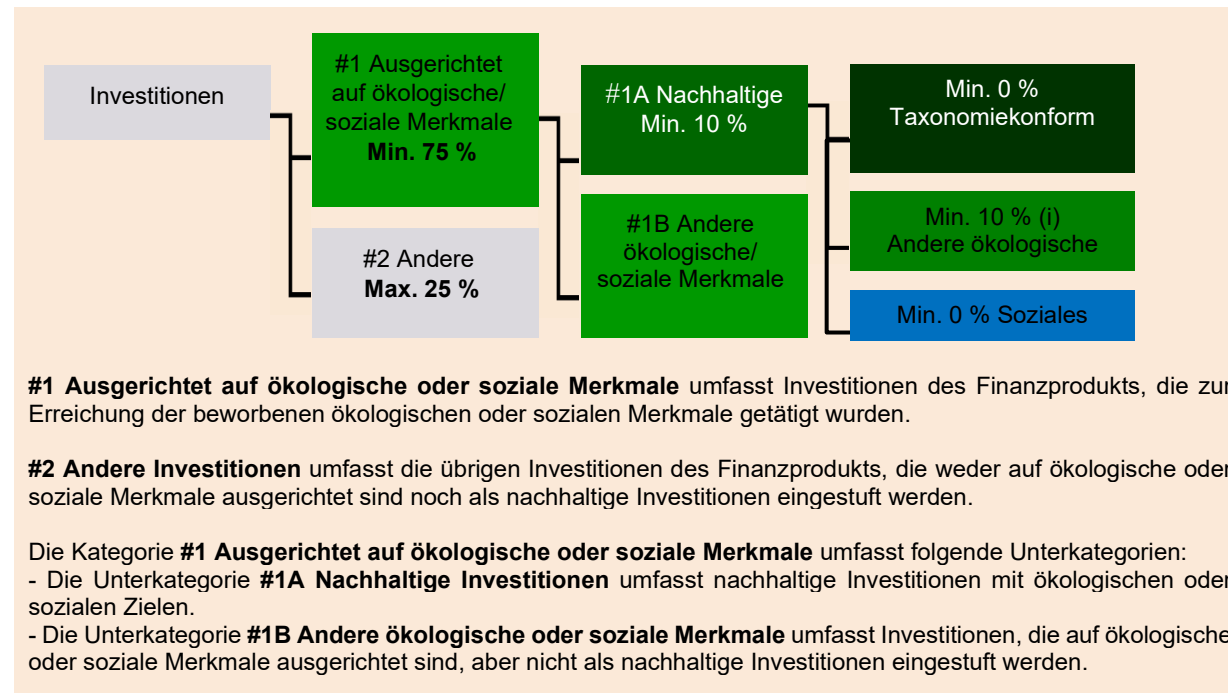 Investitionen
#1 Ausgerichtet
auf ökologische/
soziale Merkmale
Min. 75 %
#2 Andere
Max. 25 %
#1A Nachhaltige
Min. 10 %
#1B Andere
ökologische/
soziale Merkmale
Min. 0 %
Taxonomiekonform
Min. 10 % (i)
Andere ökologische
Min. 0 % Soziales
#1 Ausgerichtet auf ökologische oder soziale Merkmale umfasst Investitionen des Finanzprodukts, die zur
Erreichung der beworbenen ökologischen oder sozialen Merkmale getätigt wurden.
#2 Andere Investitionen umfasst die übrigen Investitionen des Finanzprodukts, die weder auf ökologische oder
soziale Merkmale ausgerichtet sind noch als nachhaltige Investitionen eingestuft werden.
Die Kategorie #1 Ausgerichtet auf ökologische oder soziale Merkmale umfasst folgende Unterkategorien:
- Die Unterkategorie #1A Nachhaltige Investitionen umfasst nachhaltige Investitionen mit ökologischen oder
sozialen Zielen.
- Die Unterkategorie #1B Andere ökologische oder soziale Merkmale umfasst Investitionen, die auf ökologische
oder soziale Merkmale ausgerichtet sind, aber nicht als nachhaltige Investitionen eingestuft werden.